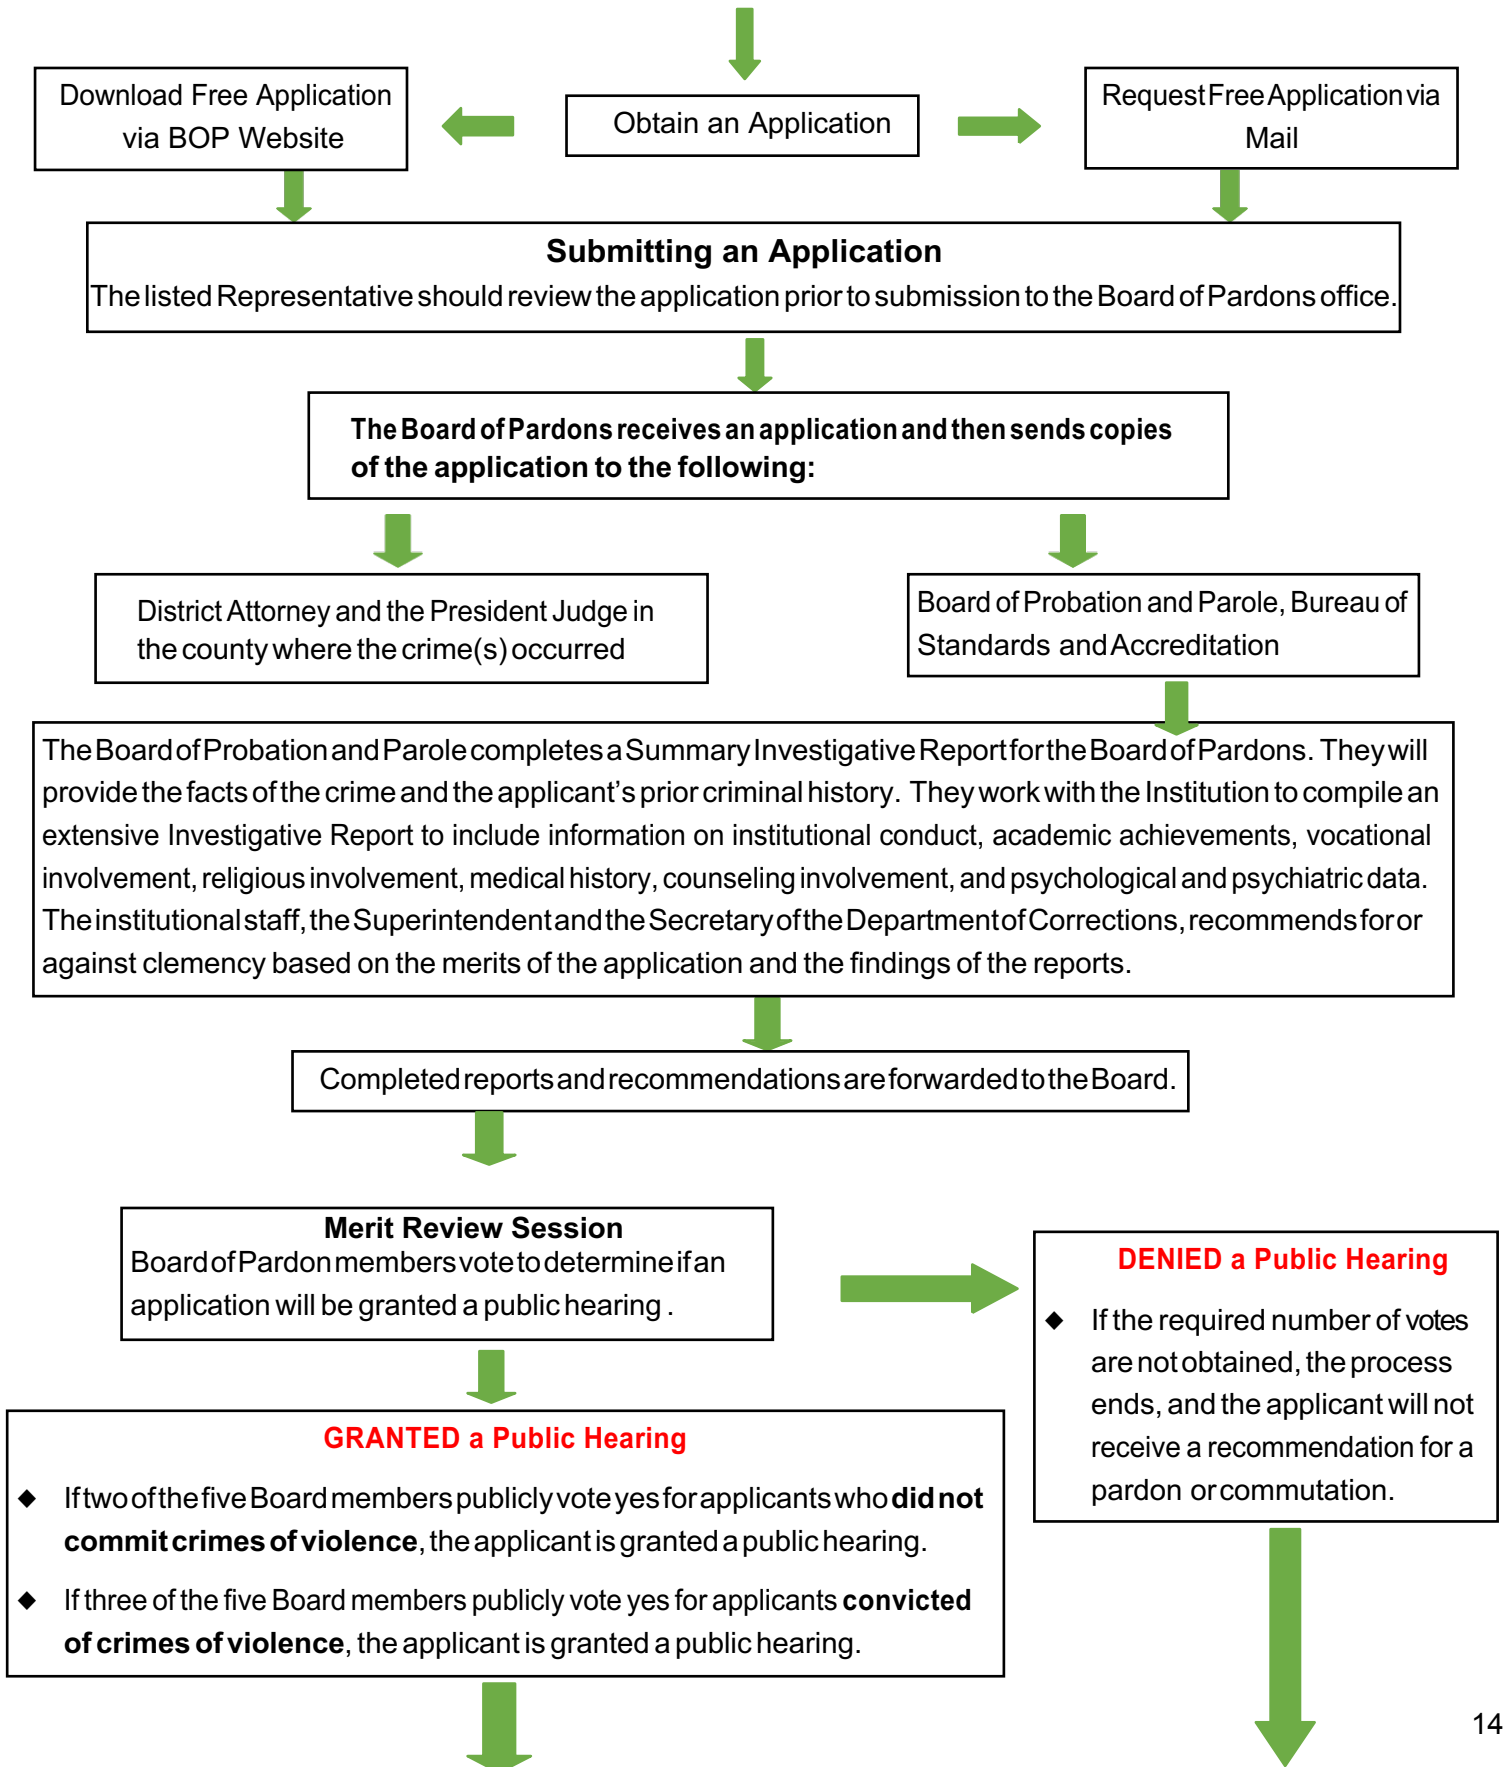 Download Free Application
via BOP Website
Obtain an Application
Request Free Application via
Mail
Submitting an Application
The listed Representative should review the application prior to submission to the Board of Pardons office.
The Board of Pardons receives an application and then sends copies
of the application to the following:
District Attorney and the President Judge in
the county where the crime(s) occurred
Board of Probation and Parole, Bureau of
Standards and Accreditation
The Board of Probation and Parole completes a Summary Investigative Report for the Board of Pardons. They will
provide the facts of the crime and the applicant’s prior criminal history. They work with the Institution to compile an
extensive Investigative Report to include information on institutional conduct, academic achievements, vocational
involvement, religious involvement, medical history, counseling involvement, and psychological and psychiatric data.
The institutional staff, the Superintendent and the Secretary of the Department of Corrections, recommends for or
against clemency based on the merits of the application and the findings of the reports.
Completed reports and recommendations are forwarded to the Board.
Merit Review Session
Board of Pardon members vote to determine if an
application will be granted a public hearing .
DENIED a Public Hearing
◆ If the required number of votes
are not obtained, the process
ends, and the applicant will not
receive a recommendation for a
pardon or commutation.
GRANTED a Public Hearing
◆ If two of the five Board members publicly vote yes for applicants who did not
commit crimes of violence, the applicant is granted a public hearing.
◆ If three of the five Board members publicly vote yes for applicants convicted
of crimes of violence, the applicant is granted a public hearing.
14